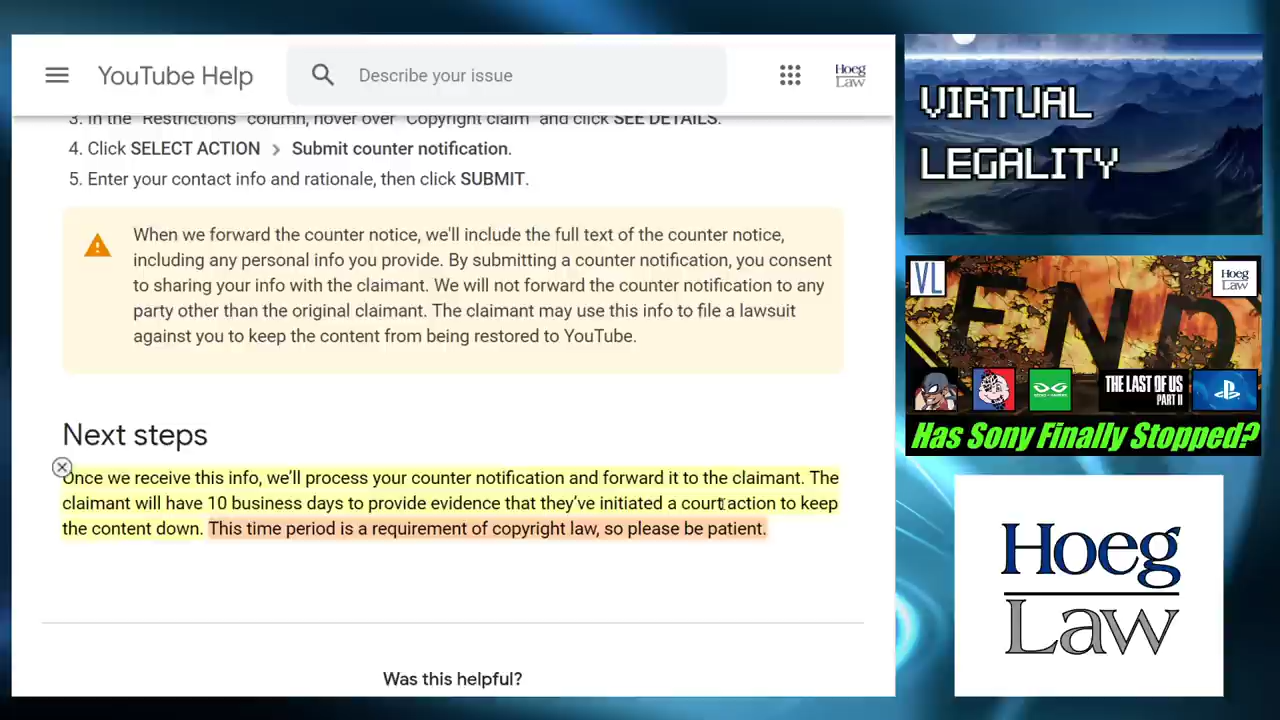 YouTube Help
Describe your issue
Hoeg
Law
3. In the "Restrictions" column, hover over "Copyright claim" and click SEE DETAILS.
4. Click SELECT ACTION > Submit counter notification.
5. Enter your contact info and rationale, then click SUBMIT.
When we forward the counter notice, we'll include the full text of the counter notice,
including any personal info you provide. By submitting a counter notification, you consent
to sharing your info with the claimant. We will not forward the counter notification to any
party other than the original claimant. The claimant may use this info to file a lawsuit
against you to keep the content from being restored to YouTube.
Next steps
Once we receive this info, we’ll process your counter notification and forward it to the claimant. The
claimant will have 10 business days to provide evidence that they’ve initiated a court action to keep
the content down. This time period is a requirement of copyright law, so please be patient.
Was this helpful?
VIRTUAL
LEGALITY
VL
Hoeg
Law
END
THE LAST OF US
PART II
Has Sony Finally Stopped?
Hoeg
Law